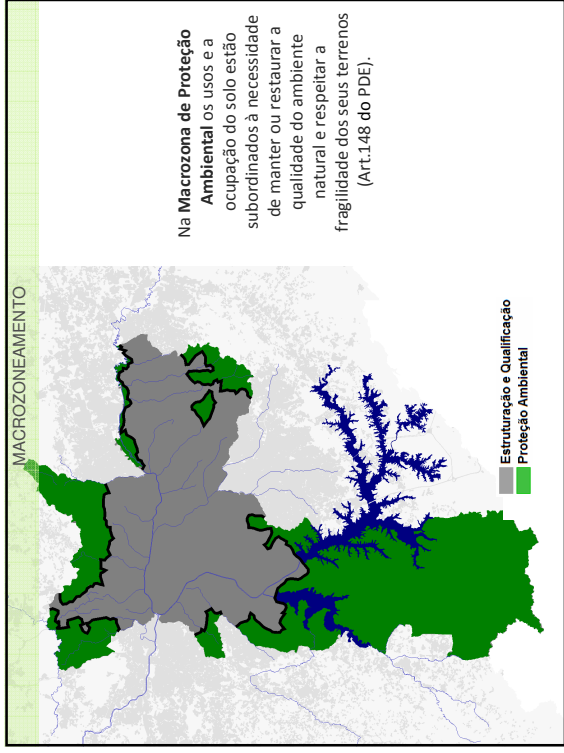 MACROZONEAMENTO
Na Macrozona de Proteção
Ambiental os usos e a
ocupação do solo estão
subordinados à necessidade
de manter ou restaurar a
qualidade do ambiente
natural e respeitar a
fragilidade dos seus terrenos
(Art.148 do PDE).
Estruturação e Qualificação
Proteção Ambiental